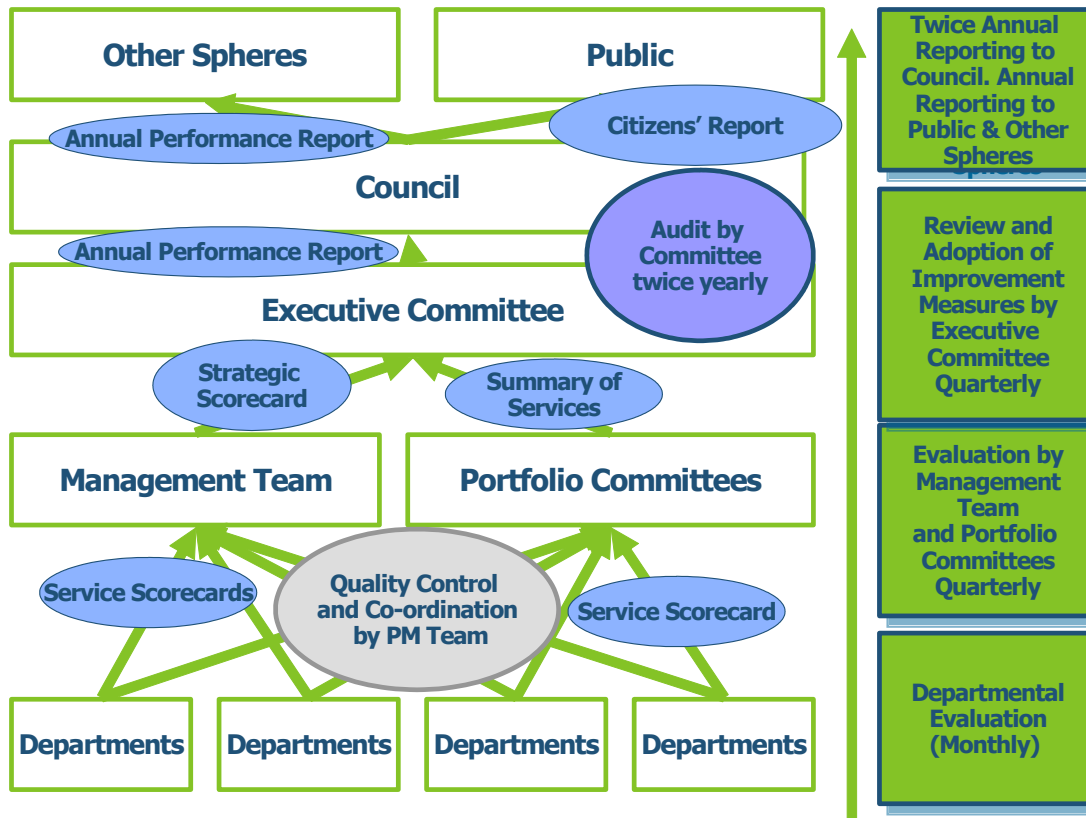 Other Spheres
Public
Annual Performance Report
Citizens' Report
Council
Annual Performance Report
Audit by
Committee
twice yearly
Executive Committee
Strategic
Scorecard
Summary of
Services
Management Team
Portfolio Committees
Service Scorecards
Quality Control
and Co-ordination
by PM Team
Service Scorecard
Departments
Departments
Departments
Departments
Twice Annual
Reporting to
Council. Annual
Reporting to
Public & Other
Spheres
Spheres
Review and
Adoption of
Improvement
Measures by
Executive
Committee
Quarterly
Evaluation by
Management
Team
and Portfolio
Committees
Quarterly
Departmental
Evaluation
(Monthly)